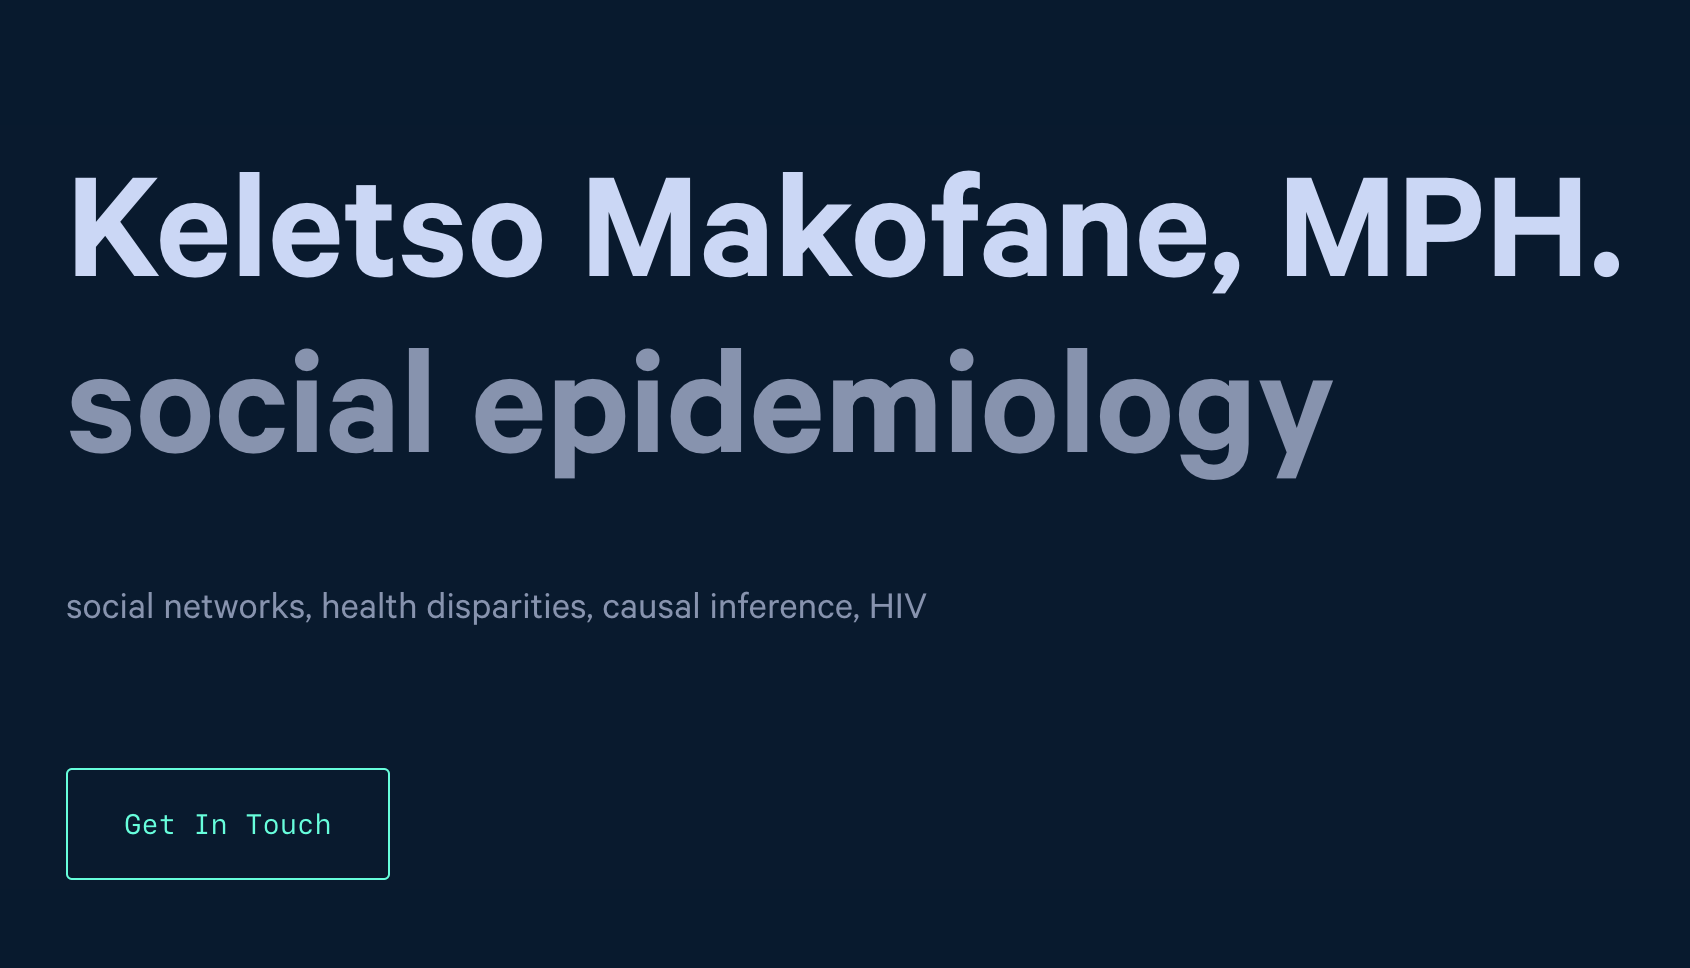 Keletso Makofane, MPH.
social epidemiology
social networks, health disparities, causal inference, HIV
Get In Touch